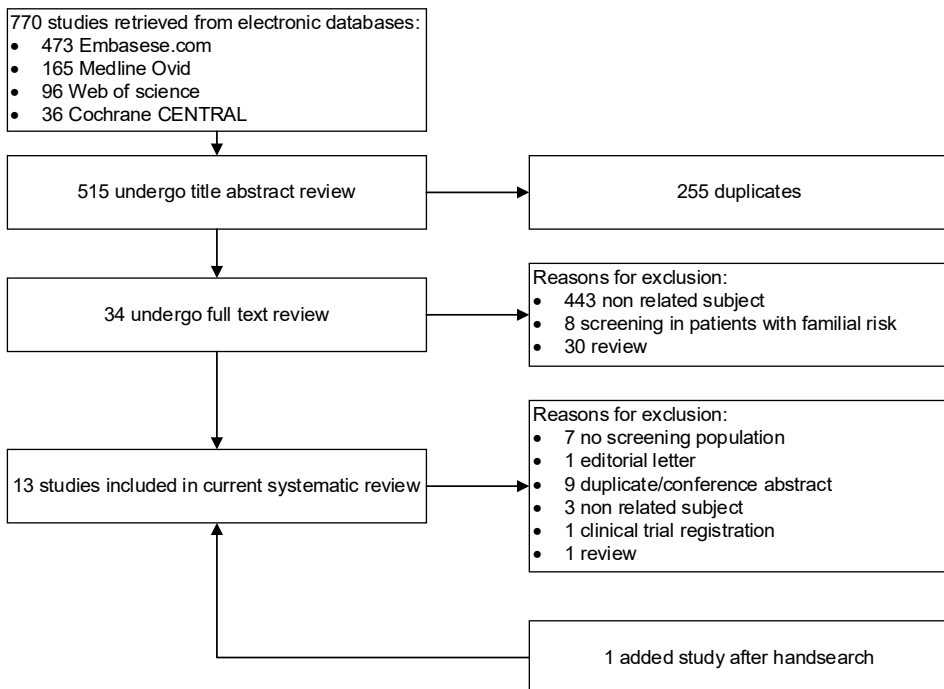 770 studies retrieved from electronic databases:
• 473 Embasese.com
• 165 Medline Ovid
• 96 Web of science
• 36 Cochrane CENTRAL
515 undergo title abstract review
255 duplicates
34 undergo full text review
Reasons for exclusion:
• 443 non related subject
• 8 screening in patients with familial risk
• 30 review
13 studies included in current systematic review
Reasons for exclusion:
• 7 no screening population
• 1 editorial letter
• 9 duplicate/conference abstract
• 3 non related subject
• 1 clinical trial registration
• 1 review
1 added study after handsearch